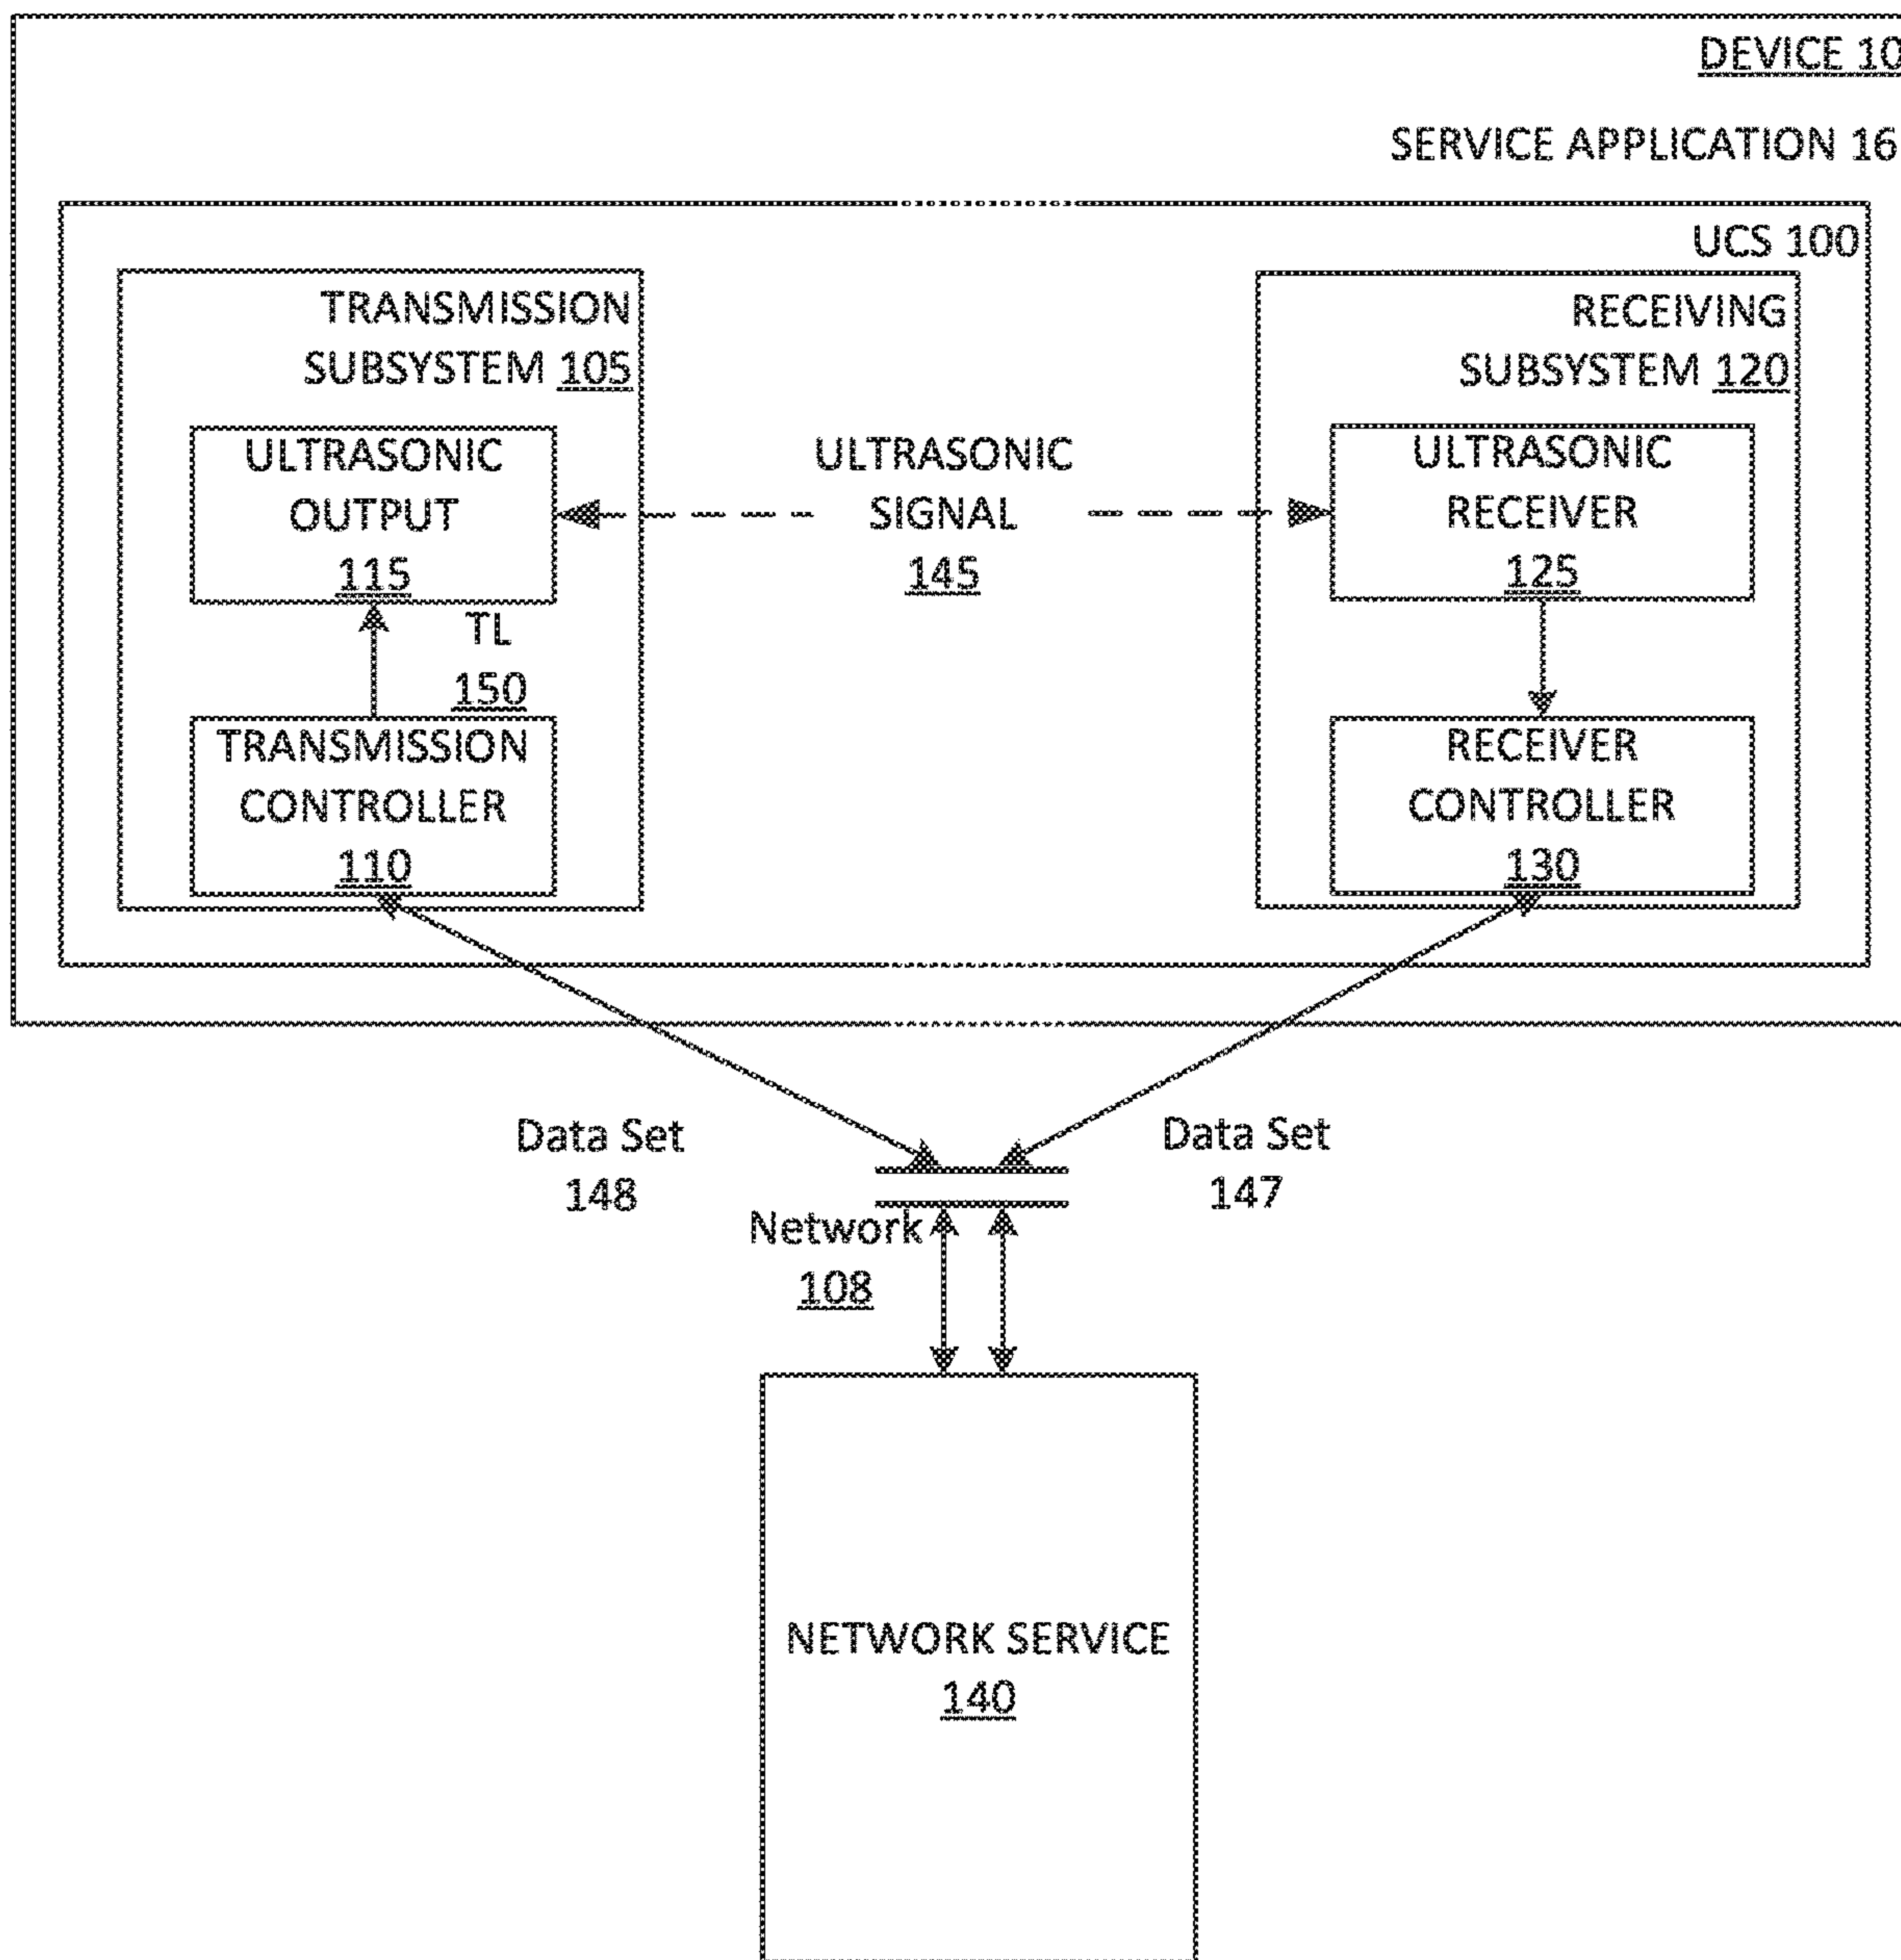 DEVICE 10
SERVICE APPLICATION 16
UCS 100
TRANSMISSION
SUBSYSTEM 105
RECEIVING
SUBSYSTEM 120
ULTRASONIC
OUTPUT
115
ULTRASONIC
SIGNAL
145
ULTRASONIC
RECEIVER
125
TL
150
TRANSMISSION
CONTROLLER
110
RECEIVER
CONTROLLER
130
Data Set
148
Data Set
147
Network
108
NETWORK SERVICE
140